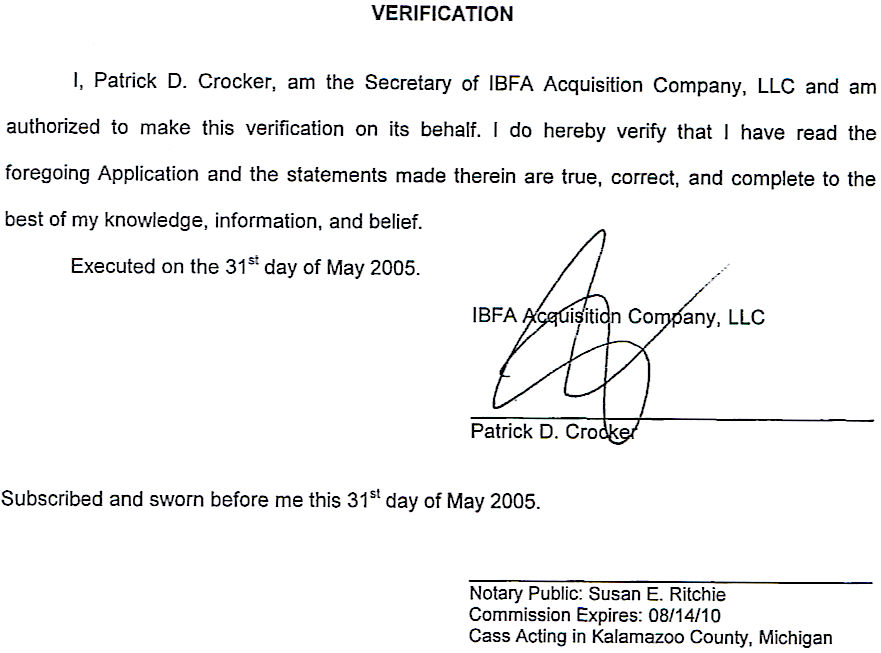 VERIFICATION
I, Patrick D. Crocker, am the Secretary of IBFA Acquisition Company, LLC and am
authorized to make this verification on its behalf. I do hereby verify that I have read the
foregoing Application and the statements made therein are true, correct, and complete to the
best of my knowledge, information, and belief.
Executed on the 31st day of May 2005.
IBFA Acquisition Company, LLC
Patrick D. Crocker
Subscribed and sworn before me this 31st day of May 2005.
Notary Public: Susan E. Ritchie
Commission Expires: 08/14/10
Cass Acting in Kalamazoo County, Michigan